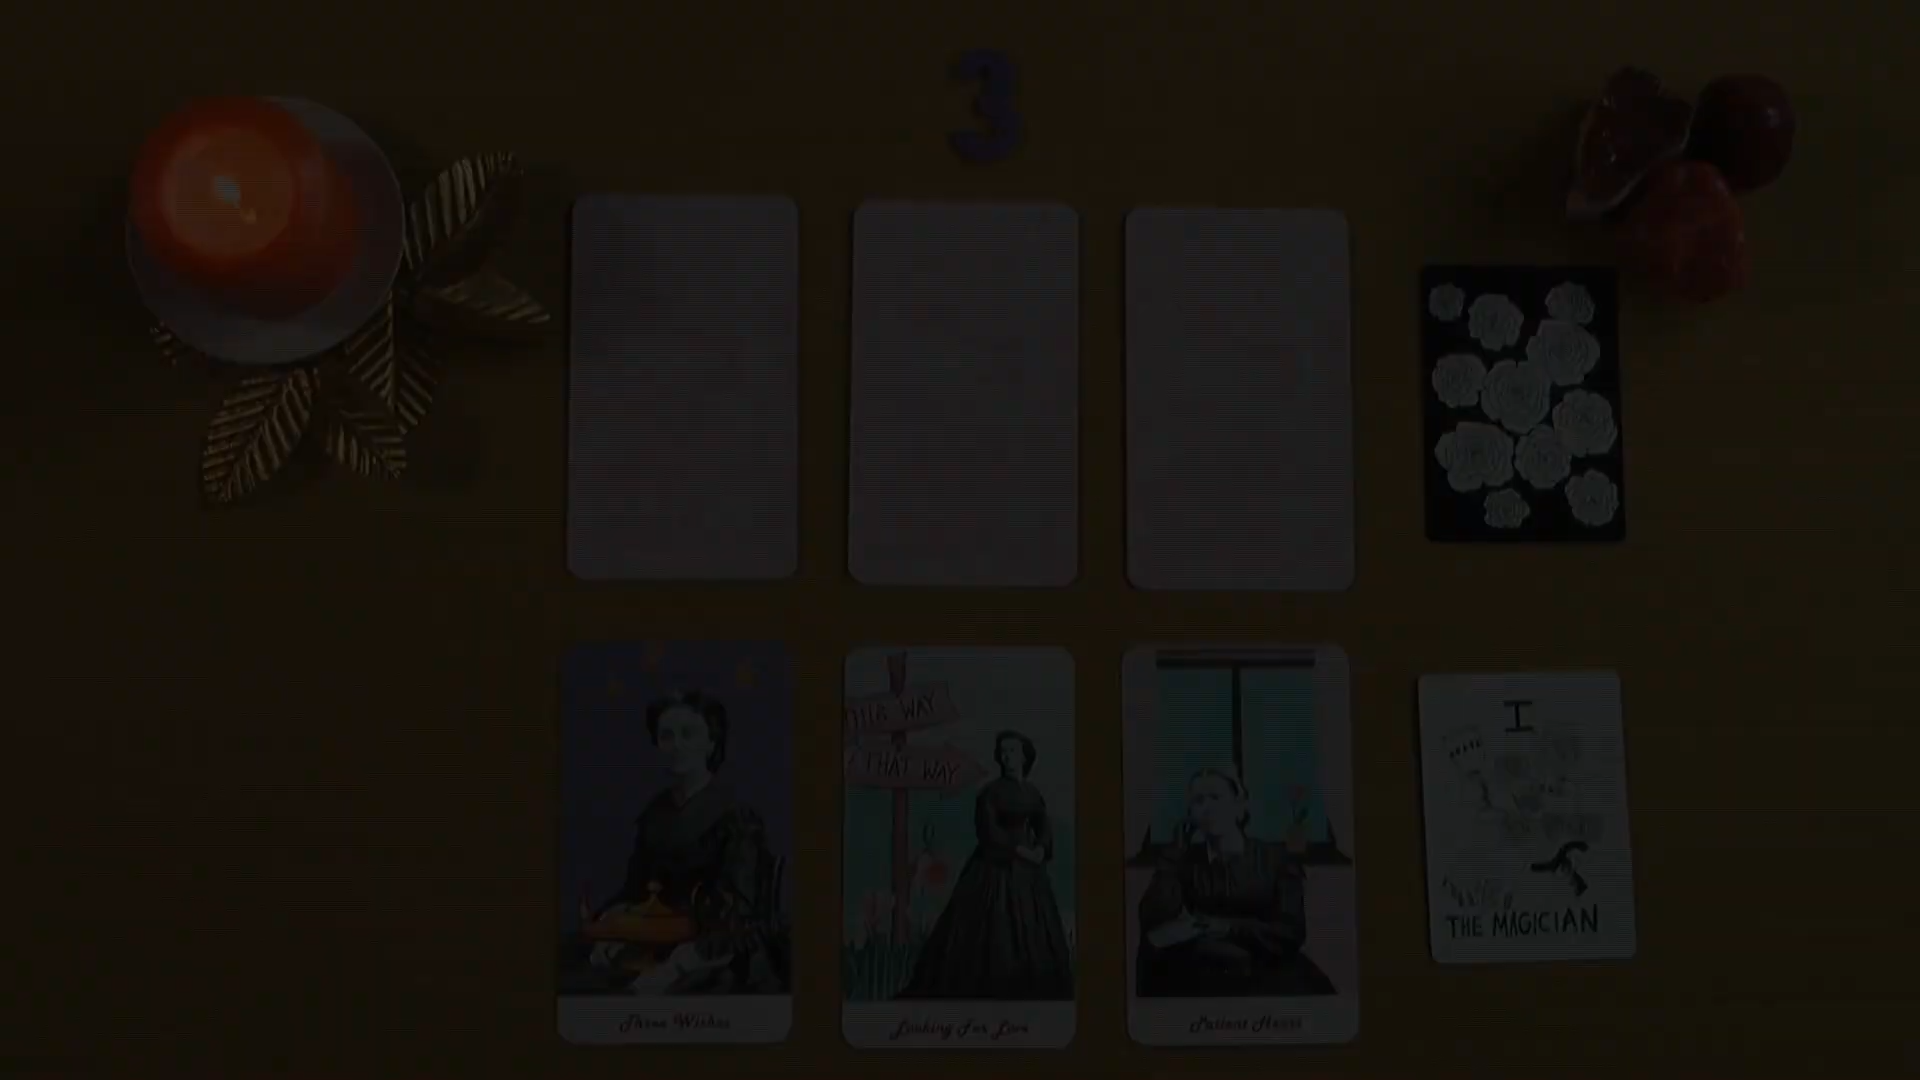 3
THIS WAY
THAT WAY
I
THE MAGICIAN
Three Wishes
Looking For Love
Patient Heart